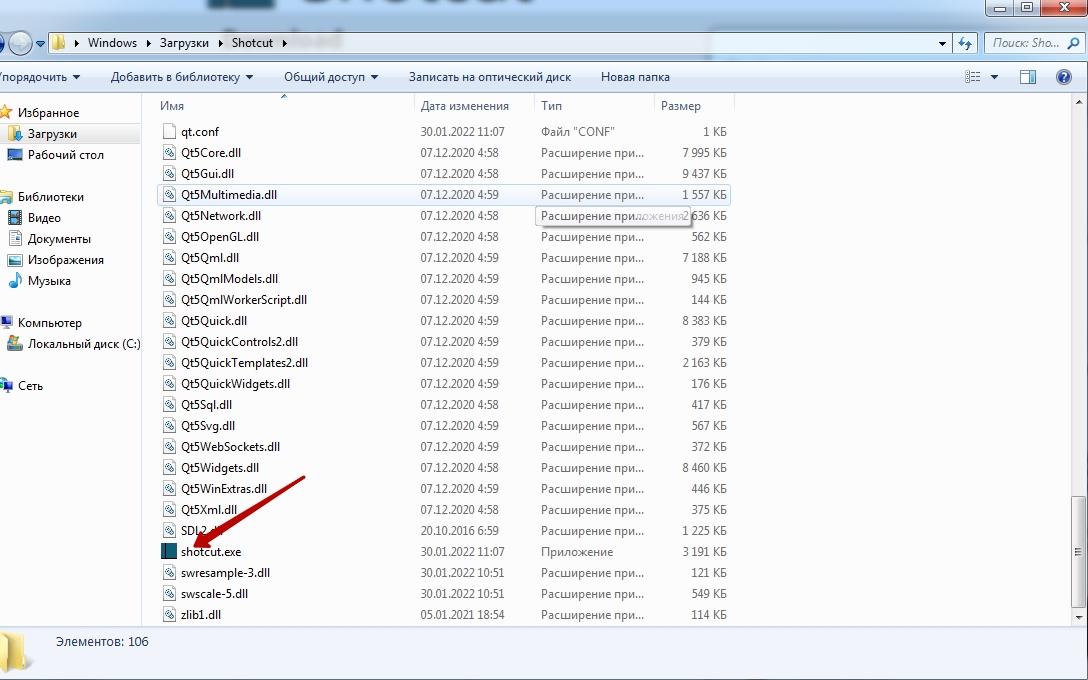 Windows Загрузки Shotcut
Поиск: Sho...
порядочить Добавить в библиотеку Общий доступ Записать на оптический диск Новая папка
Избранное
Загрузки
Рабочий стол
Библиотеки
Видео
Документы
Изображения
Музыка
Компьютер
Локальный диск (C:)
Сеть
Имя Дата изменения Тип Размер
qt.conf 30.01.2022 11:07 Файл "CONF" 1 КБ
Qt5Core.dll 07.12.2020 4:58 Расширение при... 7 995 КБ
Qt5Gui.dll 07.12.2020 4:58 Расширение при... 9 437 КБ
Qt5Multimedia.dll 07.12.2020 4:59 Расширение при... 1 557 КБ
Qt5Network.dll 07.12.2020 4:58 Расширение приложения 2 636 КБ
Qt5OpenGL.dll 07.12.2020 4:58 Расширение при... 562 КБ
Qt5Qml.dll 07.12.2020 4:59 Расширение при... 7 188 КБ
Qt5QmlModels.dll 07.12.2020 4:59 Расширение при... 945 КБ
Qt5QmlWorkerScript.dll 07.12.2020 4:59 Расширение при... 144 КБ
Qt5Quick.dll 07.12.2020 4:59 Расширение при... 8 383 КБ
Qt5QuickControls2.dll 07.12.2020 4:59 Расширение при... 379 КБ
Qt5QuickTemplates2.dll 07.12.2020 4:59 Расширение при... 2 163 КБ
Qt5QuickWidgets.dll 07.12.2020 4:59 Расширение при... 176 КБ
Qt5Sql.dll 07.12.2020 4:58 Расширение при... 417 КБ
Qt5Svg.dll 07.12.2020 4:59 Расширение при... 567 КБ
Qt5WebSockets.dll 07.12.2020 4:59 Расширение при... 372 КБ
Qt5Widgets.dll 07.12.2020 4:58 Расширение при... 8 460 КБ
Qt5WinExtras.dll 07.12.2020 4:59 Расширение при... 446 КБ
Qt5Xml.dll 07.12.2020 4:58 Расширение при... 375 КБ
SDL2.dll 20.10.2016 6:59 Расширение при... 1 225 КБ
shotcut.exe 30.01.2022 11:07 Приложение 3 191 КБ
swresample-3.dll 30.01.2022 10:51 Расширение при... 121 КБ
swscale-5.dll 30.01.2022 10:51 Расширение при... 549 КБ
zlib1.dll 05.01.2021 18:54 Расширение при... 114 КБ
Элементов: 106